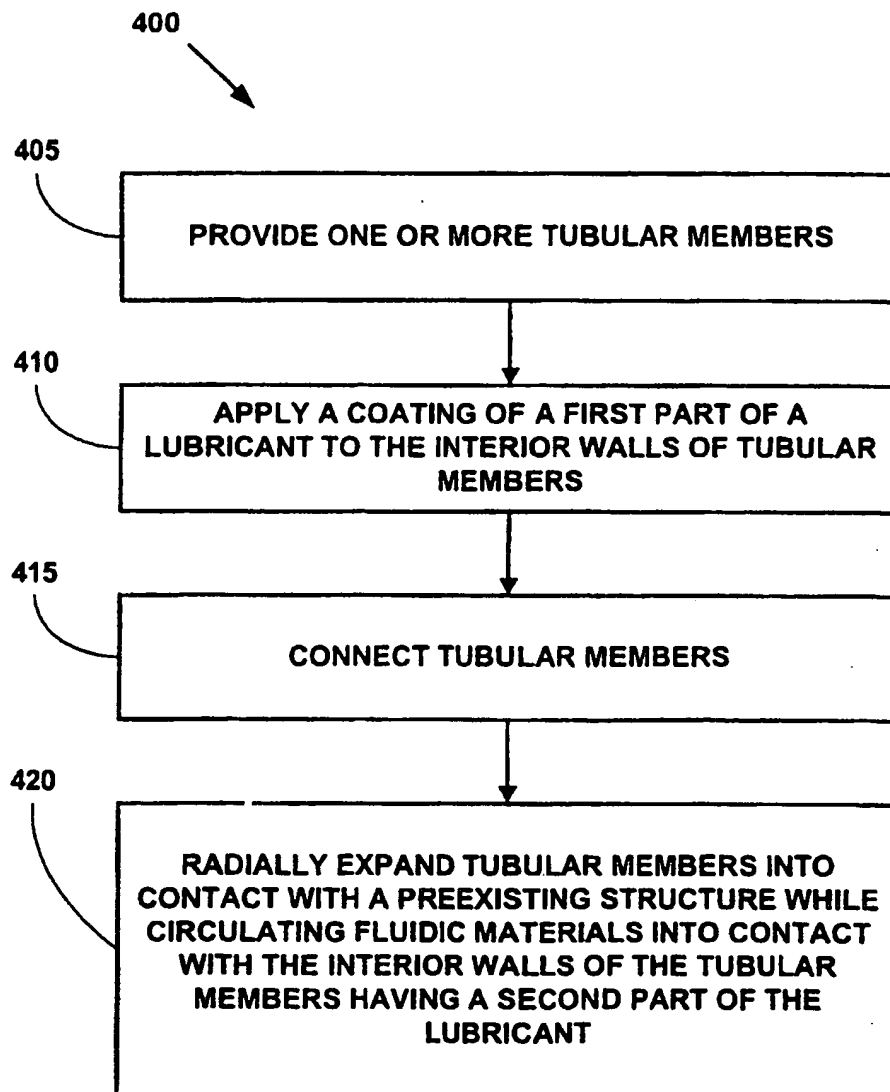 400
405
PROVIDE ONE OR MORE TUBULAR MEMBERS
410
APPLY A COATING OF A FIRST PART OF A
LUBRICANT TO THE INTERIOR WALLS OF TUBULAR
MEMBERS
415
CONNECT TUBULAR MEMBERS
420
RADIALLY EXPAND TUBULAR MEMBERS INTO
CONTACT WITH A PREEXISTING STRUCTURE WHILE
CIRCULATING FLUIDIC MATERIALS INTO CONTACT
WITH THE INTERIOR WALLS OF THE TUBULAR
MEMBERS HAVING A SECOND PART OF THE
LUBRICANT